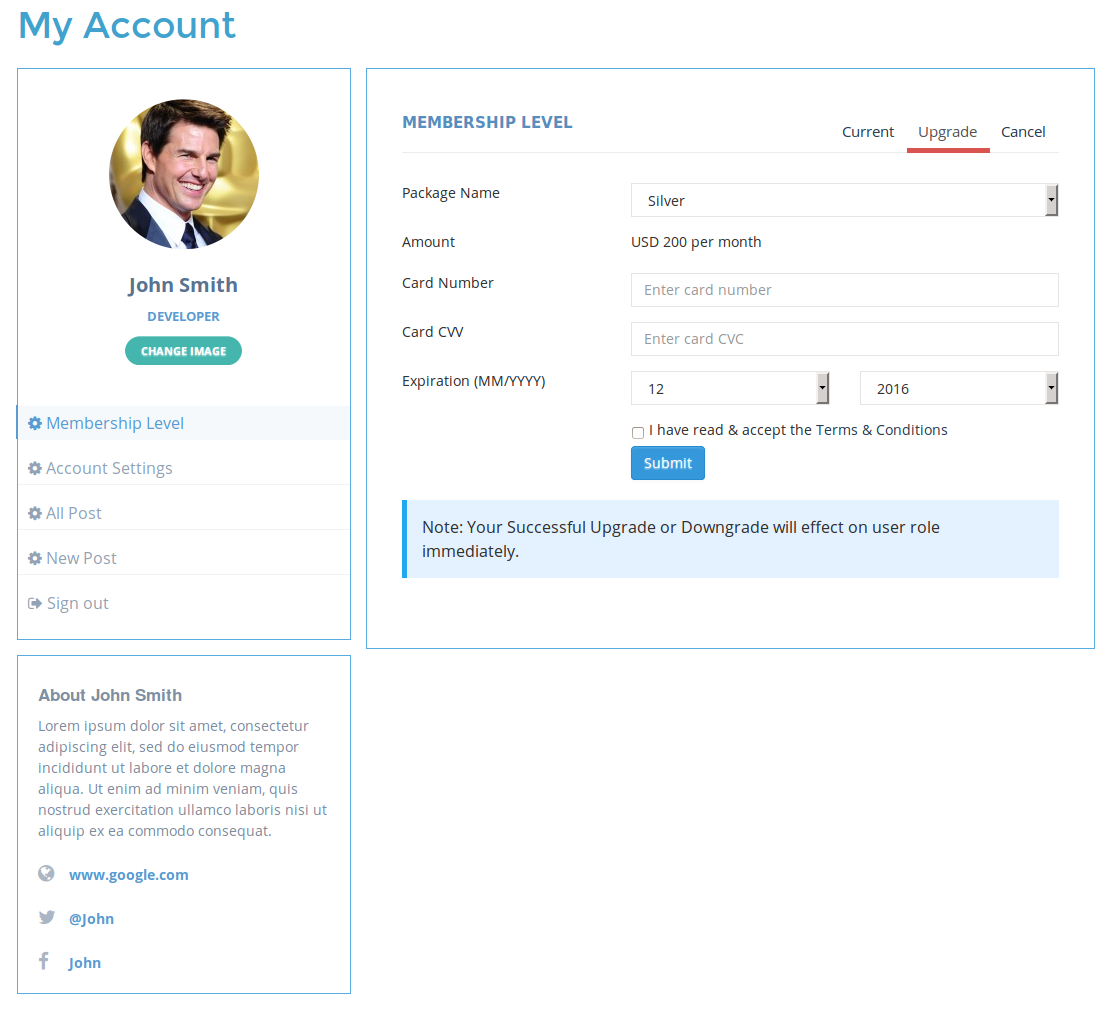 My Account
John Smith
DEVELOPER
CHANGE IMAGE
Membership Level
Account Settings
All Post
New Post
Sign out
About John Smith
Lorem ipsum dolor sit amet, consectetur
adipiscing elit, sed do eiusmod tempor
incididunt ut labore et dolore magna
aliqua. Ut enim ad minim veniam, quis
nostrud exercitation ullamco laboris nisi ut
aliquip ex ea commodo consequat.
www.google.com
@John
John
MEMBERSHIP LEVEL
Current Upgrade Cancel
Package Name Silver
Amount USD 200 per month
Card Number Enter card number
Card CVV Enter card CVC
Expiration (MM/YYYY) 12 2016
I have read & accept the Terms & Conditions
Submit
Note: Your Successful Upgrade or Downgrade will effect on user role
immediately.